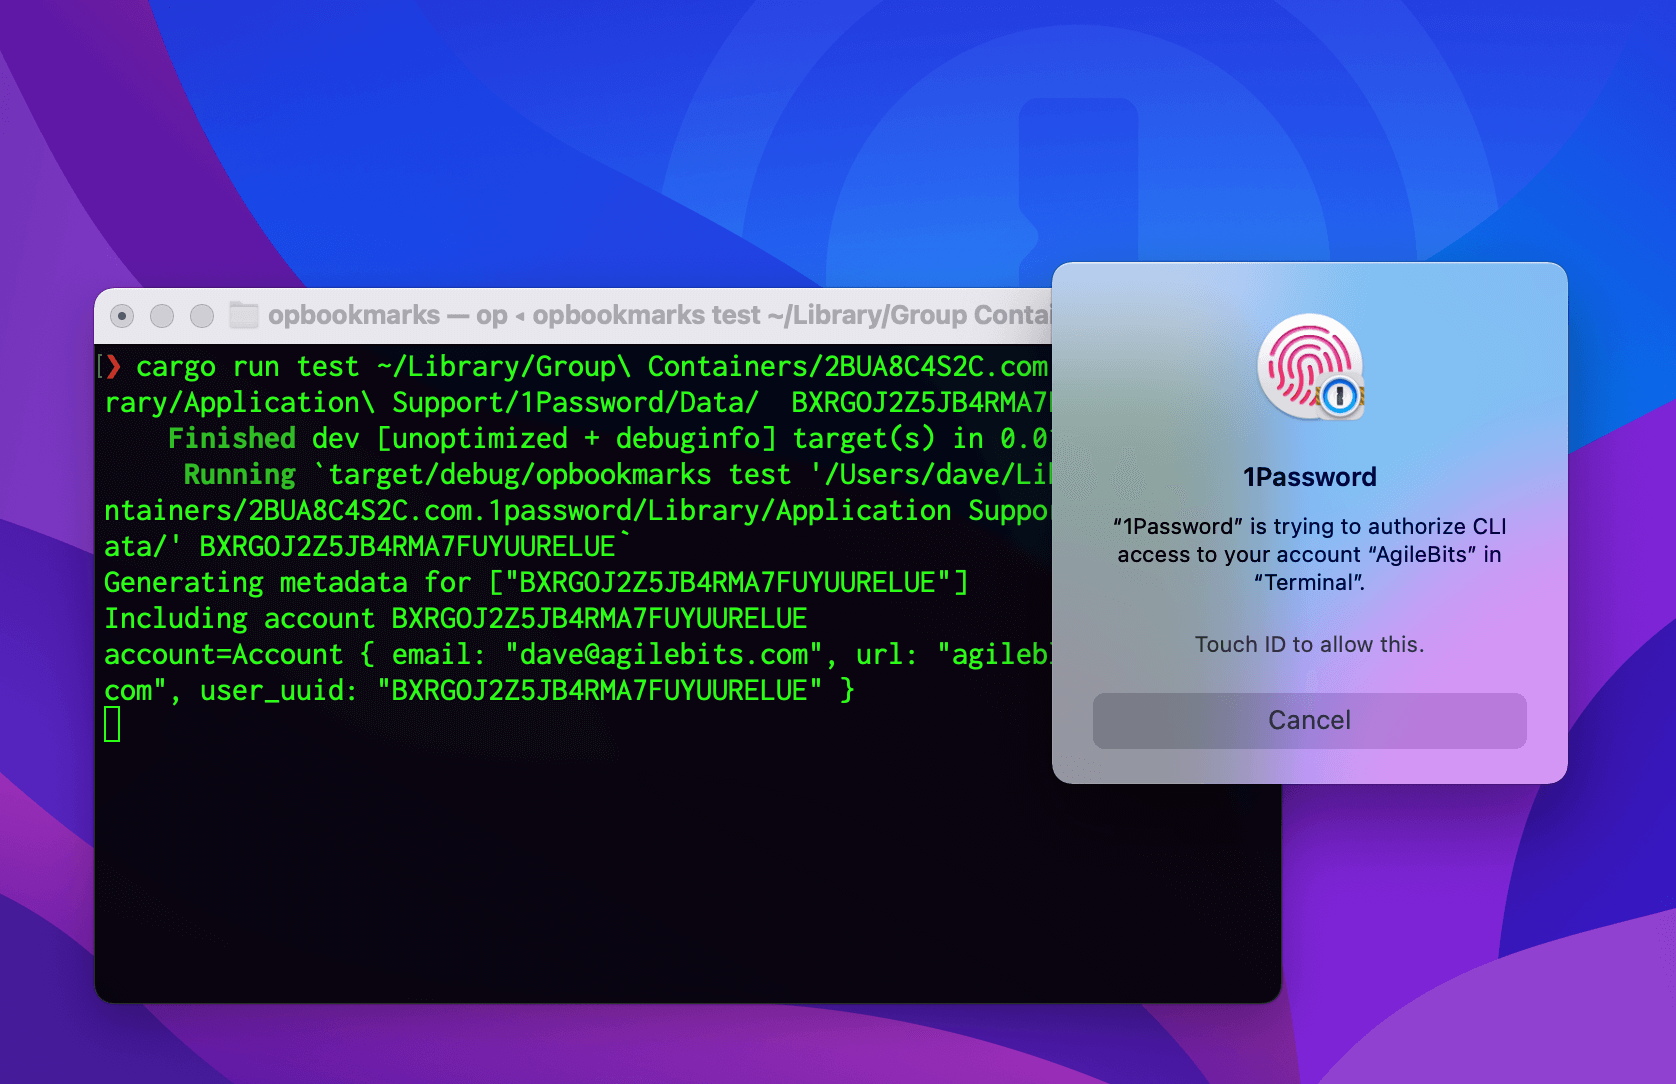 opbookmarks — op ◂ opbookmarks test ~/Library/Group
[❯ cargo run test ~/Library/Group\ Containers/2BUA8C4S2C.com
rary/Application\ Support/1Password/Data/  BXRGOJ2Z5JB4RMA7
Finished dev [unoptimized + debuginfo] target(s) in 0.0
Running `target/debug/opbookmarks test '/Users/dave/Li
ntainers/2BUA8C4S2C.com.1password/Library/Application Suppo
ata/' BXRGOJ2Z5JB4RMA7FUYUURELUE`
Generating metadata for ["BXRGOJ2Z5JB4RMA7FUYUURELUE"]
Including account BXRGOJ2Z5JB4RMA7FUYUURELUE
account=Account { email: "dave@agilebits.com", url: "agileb
com", user_uuid: "BXRGOJ2Z5JB4RMA7FUYUURELUE" }
1Password
“1Password” is trying to authorize CLI
access to your account “AgileBits” in
“Terminal”.
Touch ID to allow this.
Cancel